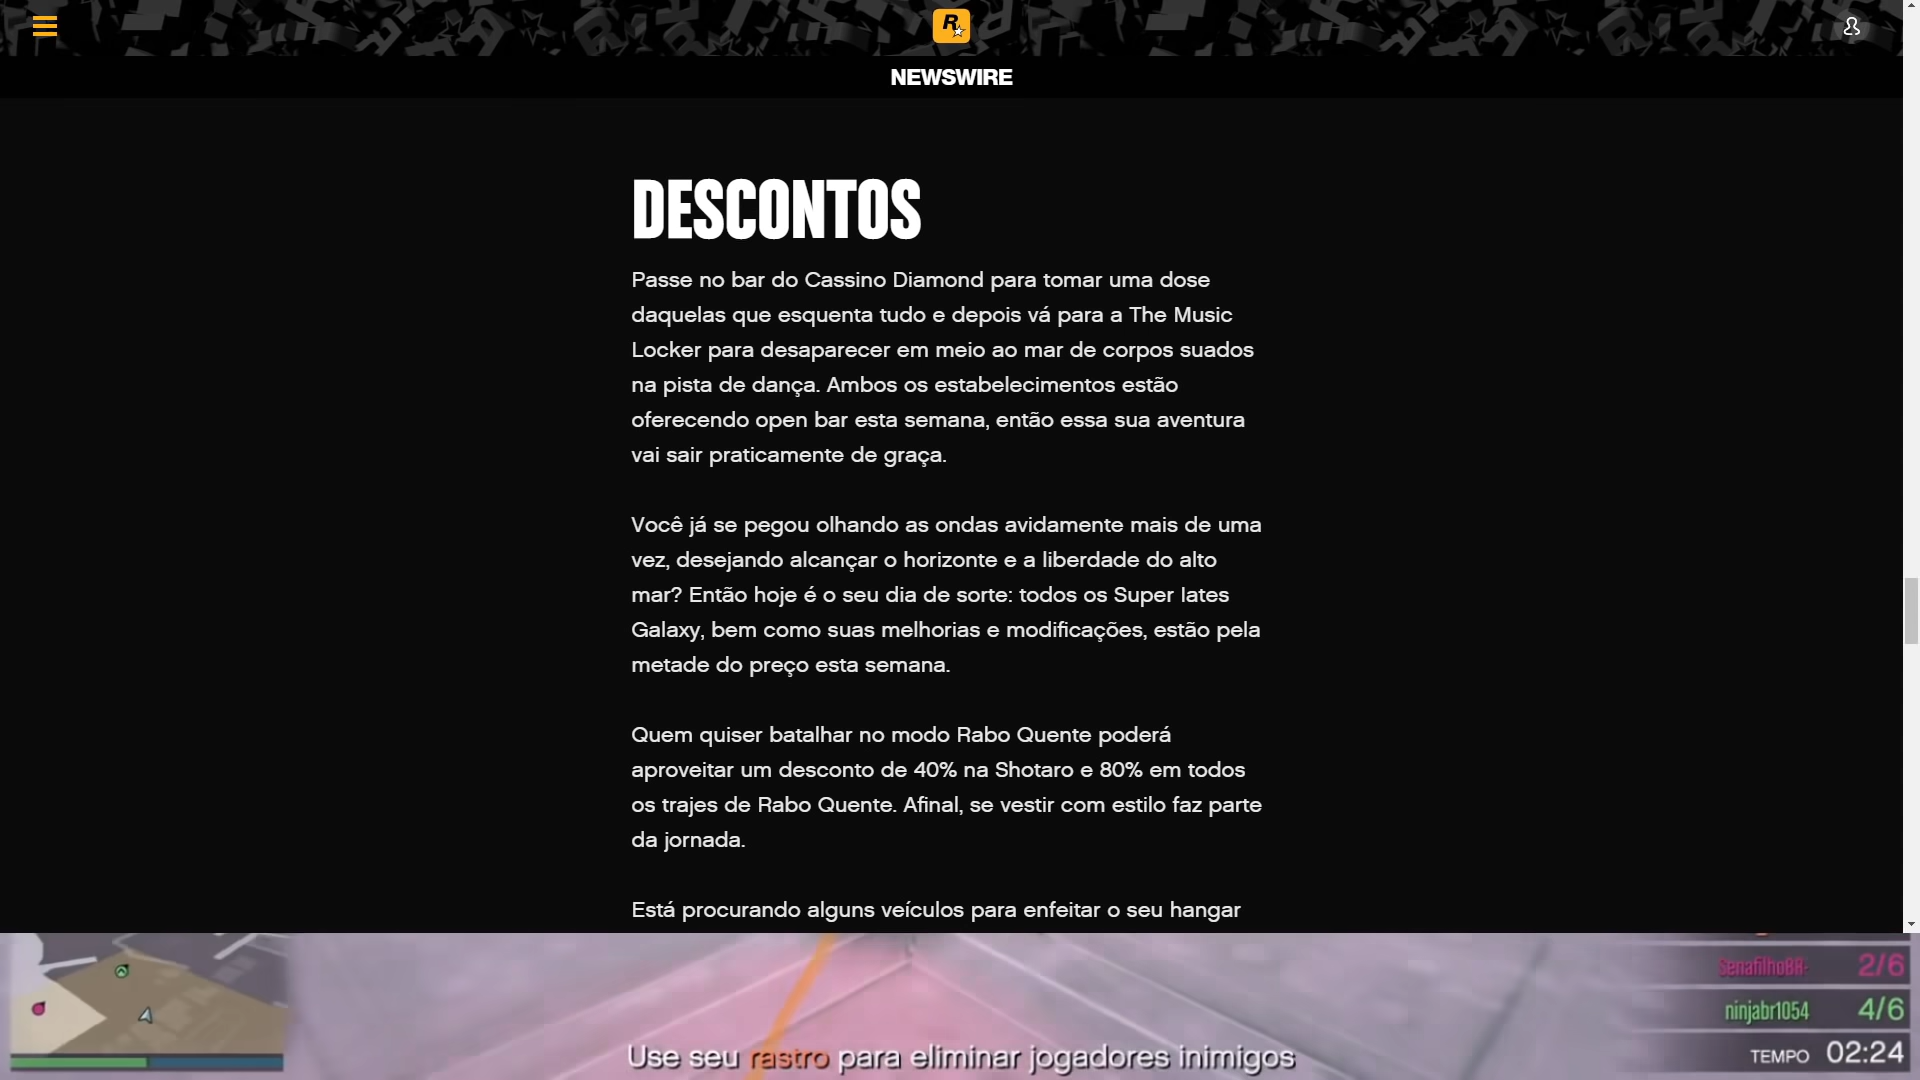 R
NEWSWIRE
DESCONTOS
Passe no bar do Cassino Diamond para tomar uma dose
daquelas que esquenta tudo e depois vá para a The Music
Locker para desaparecer em meio ao mar de corpos suados
na pista de dança. Ambos os estabelecimentos estão
oferecendo open bar esta semana, então essa sua aventura
vai sair praticamente de graça.
Você já se pegou olhando as ondas avidamente mais de uma
vez, desejando alcançar o horizonte e a liberdade do alto
mar? Então hoje é o seu dia de sorte: todos os Super Iates
Galaxy, bem como suas melhorias e modificações, estão pela
metade do preço esta semana.
Quem quiser batalhar no modo Rabo Quente poderá
aproveitar um desconto de 40% na Shotaro e 80% em todos
os trajes de Rabo Quente. Afinal, se vestir com estilo faz parte
da jornada.
Está procurando alguns veículos para enfeitar o seu hangar
SenafilhoBR- 2/6
ninjabr1054 4/6
TEMPO 02:24
Use seu rastro para eliminar jogadores inimigos